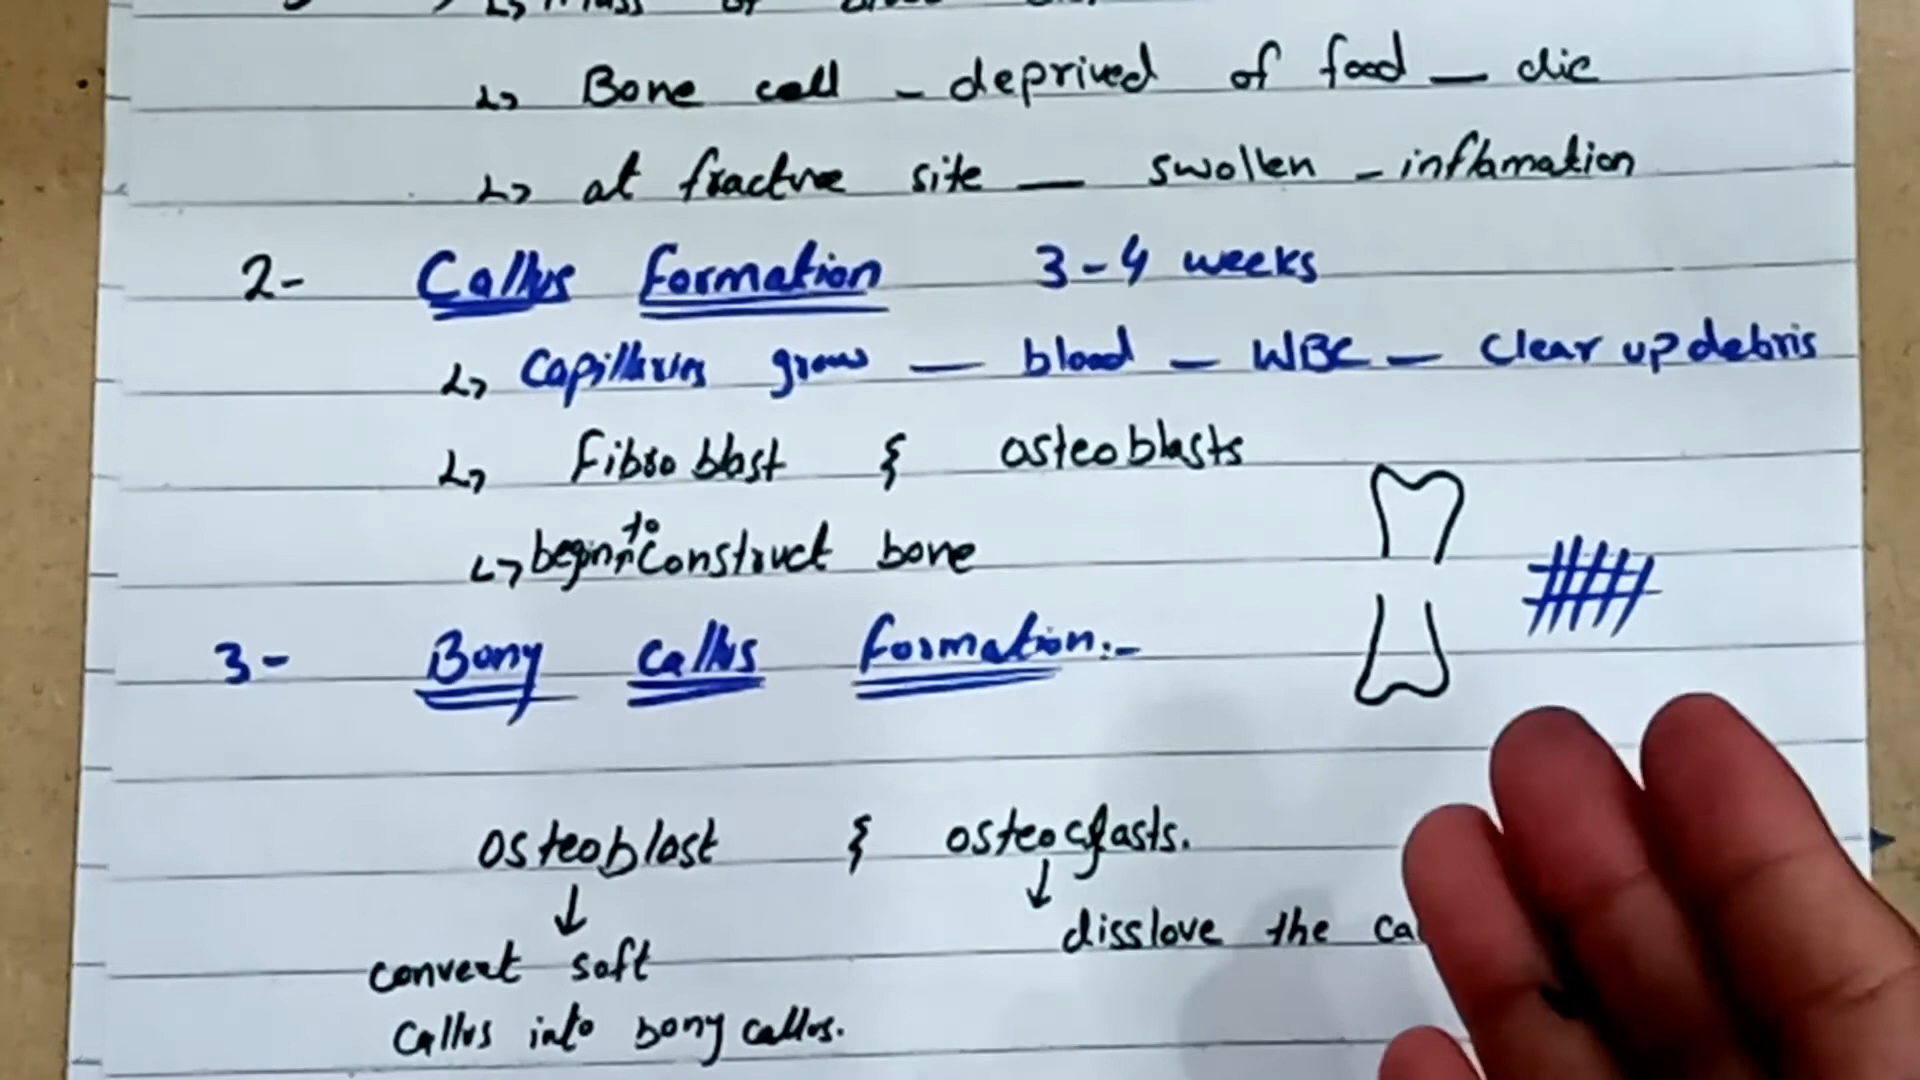 ↳ Bone cell - deprived of food — die
↳ at fracture site — swollen - inflamation
2- Callus formation 3-4 weeks
↳ Capillaries grow — blood - WBC - Clear up debris
↳ Fibroblast & osteoblasts
↳ begin to construct bone
3- Bony callus formation:-
osteoblast & osteoclasts.
↓ ↓
convert soft disslove the
callus into bony callus.